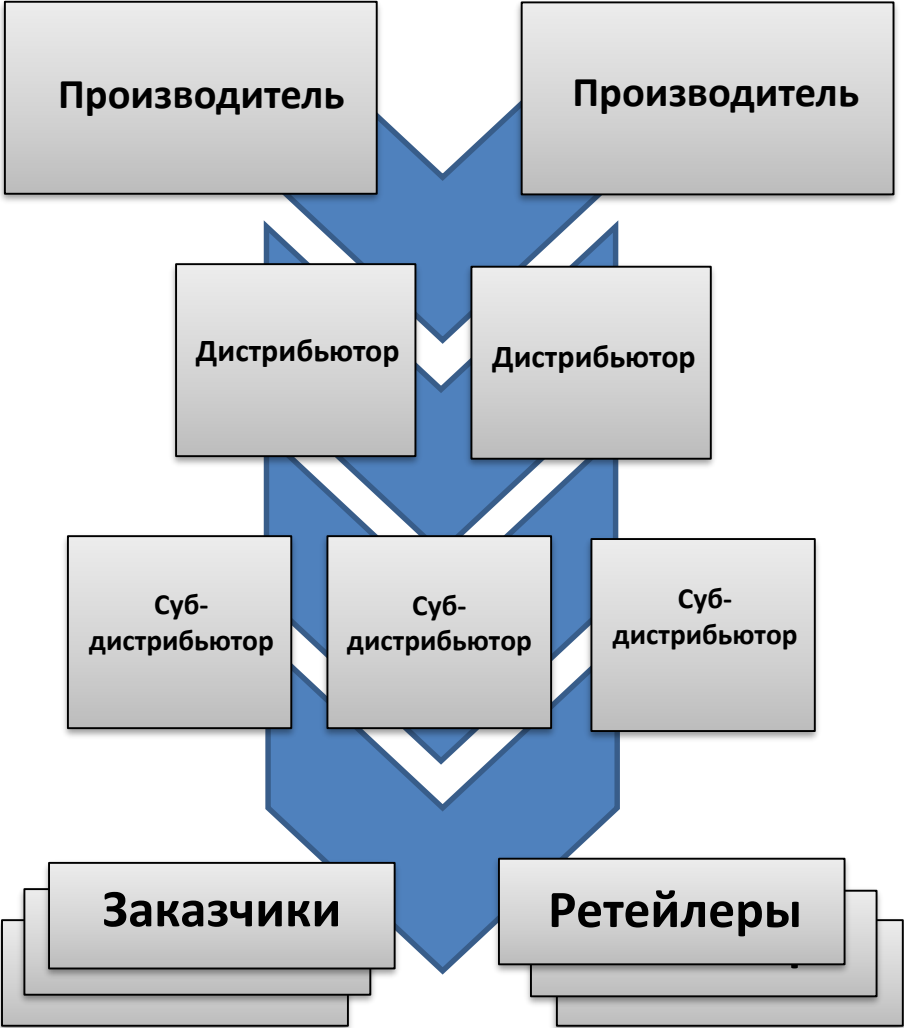 Производитель
Производитель
Дистрибьютор
Дистрибьютор
Суб-
дистрибьютор
Суб-
дистрибьютор
Суб-
дистрибьютор
Заказчики
Ретейлеры